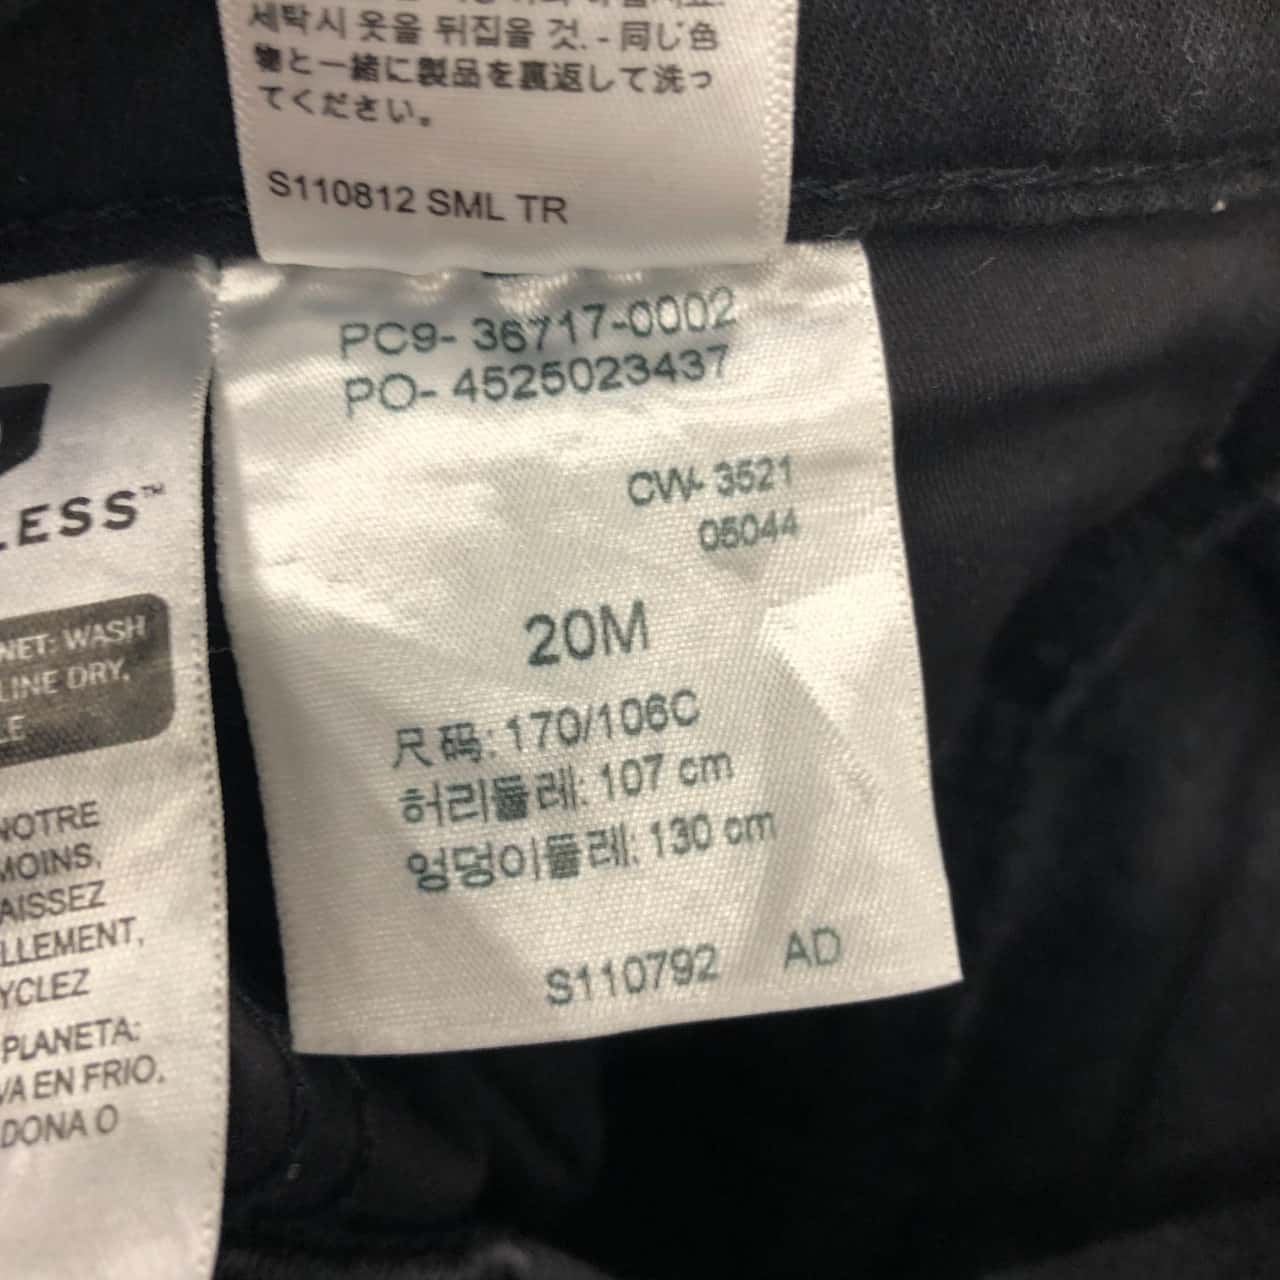 세탁시 옷을 뒤집을 것. - 同じ色
物と一緒に製品を裏返して洗っ
てください。
S110812 SML TR
PC9- 36717-0002
PO- 4525023437
CW- 3521
05044
20M
尺码: 170/106C
허리둘레: 107 cm
엉덩이둘레: 130 cm
S110792 AD
LESS™
NET: WASH
LINE DRY,
LE
NOTRE
MOINS,
AISSEZ
LLEMENT,
YCLEZ
PLANETA:
VA EN FRIO.
DONA O